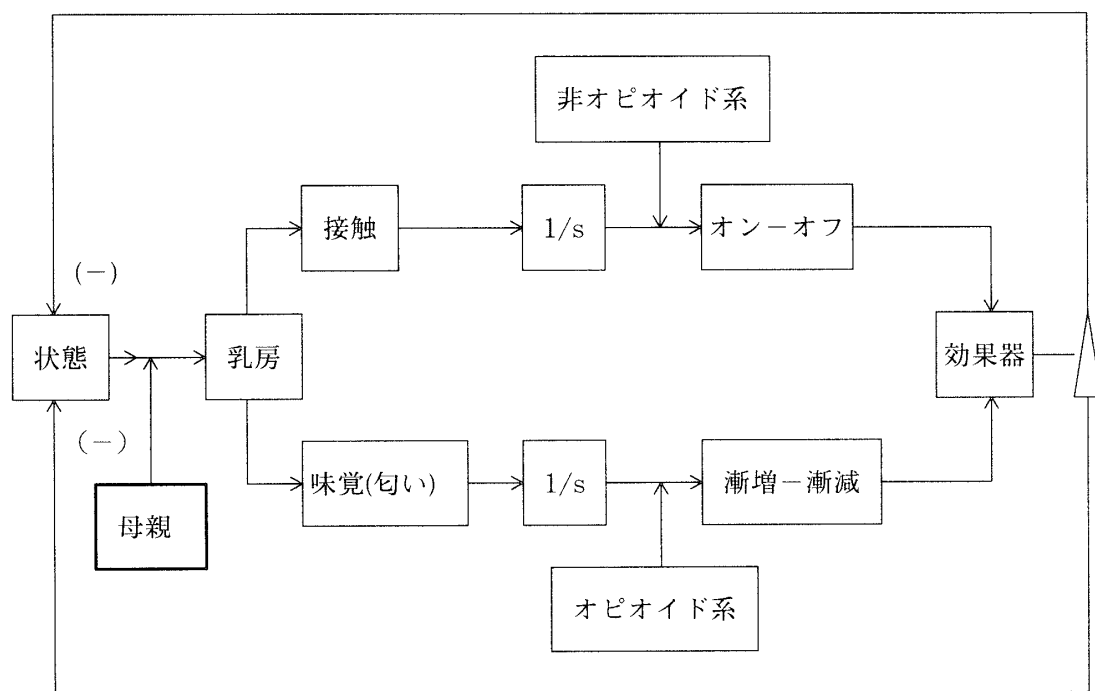 非オピオイド系
接触
1/s
オン－オフ
(－)
状態
乳房
効果器
(－)
味覚(匂い)
1/s
漸増－漸減
母親
オピオイド系